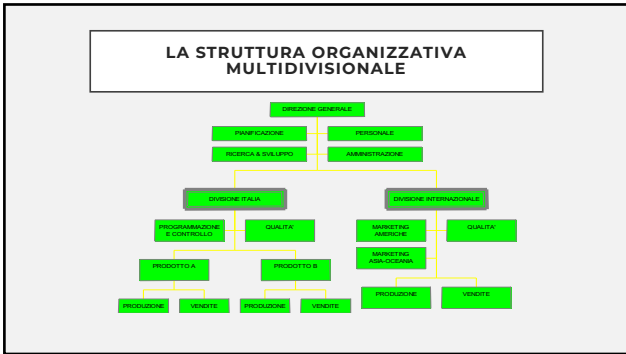 LA STRUTTURA ORGANIZZATIVA
MULTIDIVISIONALE
DIREZIONE GENERALE
PIANIFICAZIONE
PERSONALE
RICERCA & SVILUPPO
AMMINISTRAZIONE
DIVISIONE ITALIA
DIVISIONE INTERNAZIONALE
PROGRAMMAZIONE
E CONTROLLO
QUALITA'
MARKETING
AMERICHE
QUALITA'
MARKETING
ASIA-OCEANIA
PRODOTTO A
PRODOTTO B
PRODUZIONE
VENDITE
PRODUZIONE
VENDITE
PRODUZIONE
VENDITE